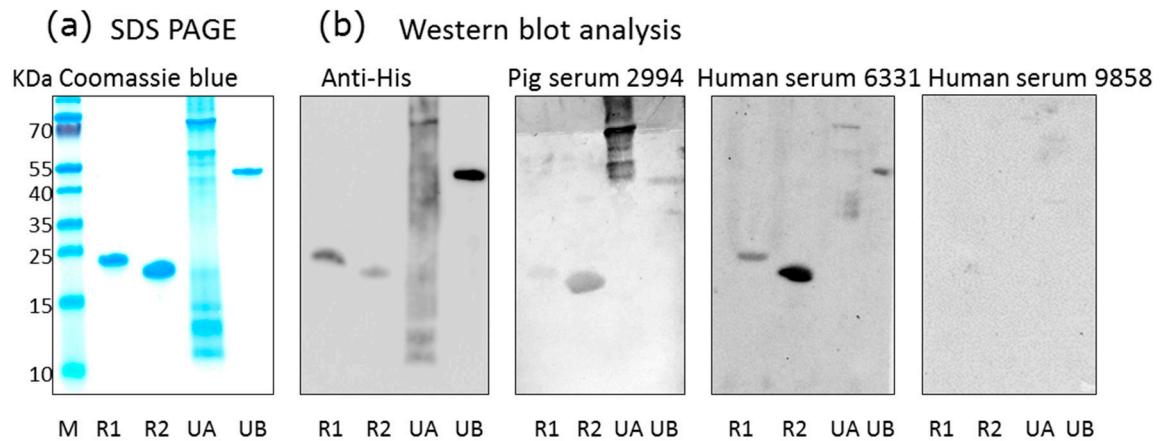 (a) SDS PAGE (b) Western blot analysis
KDa Coomassie blue Anti-His Pig serum 2994 Human serum 6331 Human serum 9858
70
55
40
35
25
15
10
M R1 R2 UA UB R1 R2 UA UB R1 R2 UA UB R1 R2 UA UB R1 R2 UA UB